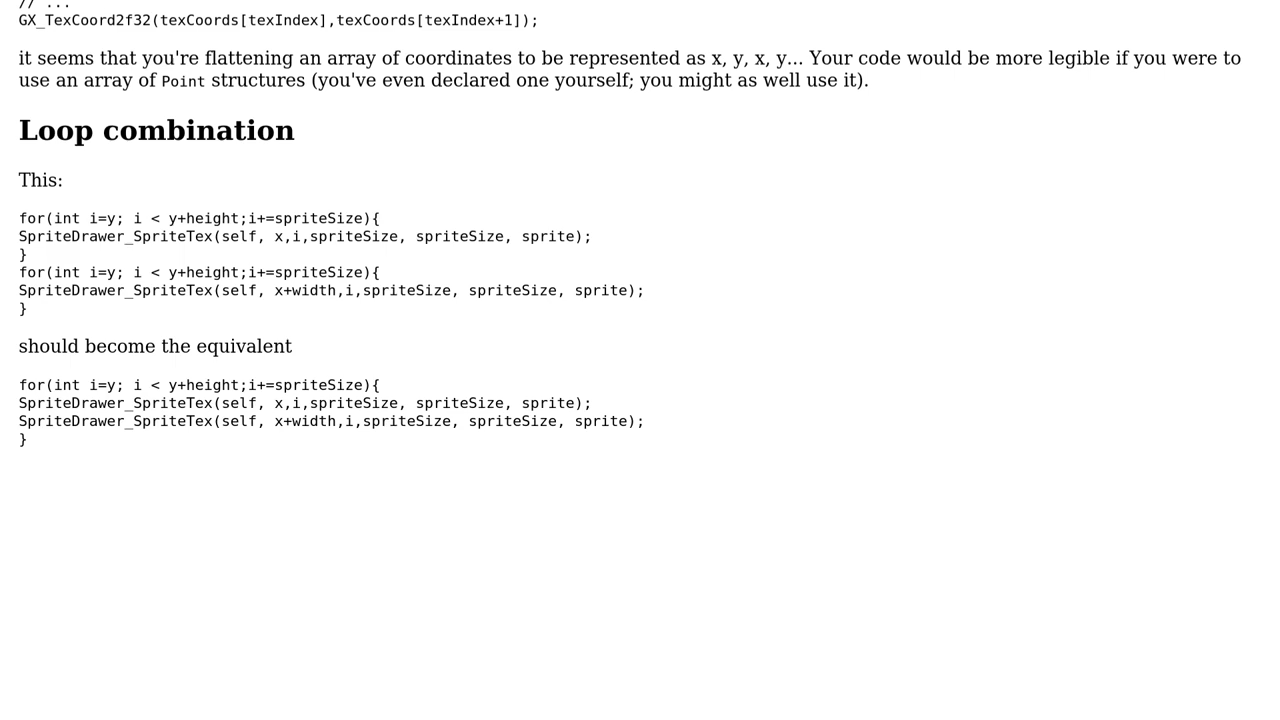 // ...
GX_TexCoord2f32(texCoords[texIndex],texCoords[texIndex+1]);
it seems that you're flattening an array of coordinates to be represented as x, y, x, y... Your code would be more legible if you were to
use an array of Point structures (you've even declared one yourself; you might as well use it).
Loop combination
This:
for(int i=y; i < y+height;i+=spriteSize){
SpriteDrawer_SpriteTex(self, x,i,spriteSize, spriteSize, sprite);
}
for(int i=y; i < y+height;i+=spriteSize){
SpriteDrawer_SpriteTex(self, x+width,i,spriteSize, spriteSize, sprite);
}
should become the equivalent
for(int i=y; i < y+height;i+=spriteSize){
SpriteDrawer_SpriteTex(self, x,i,spriteSize, spriteSize, sprite);
SpriteDrawer_SpriteTex(self, x+width,i,spriteSize, spriteSize, sprite);
}